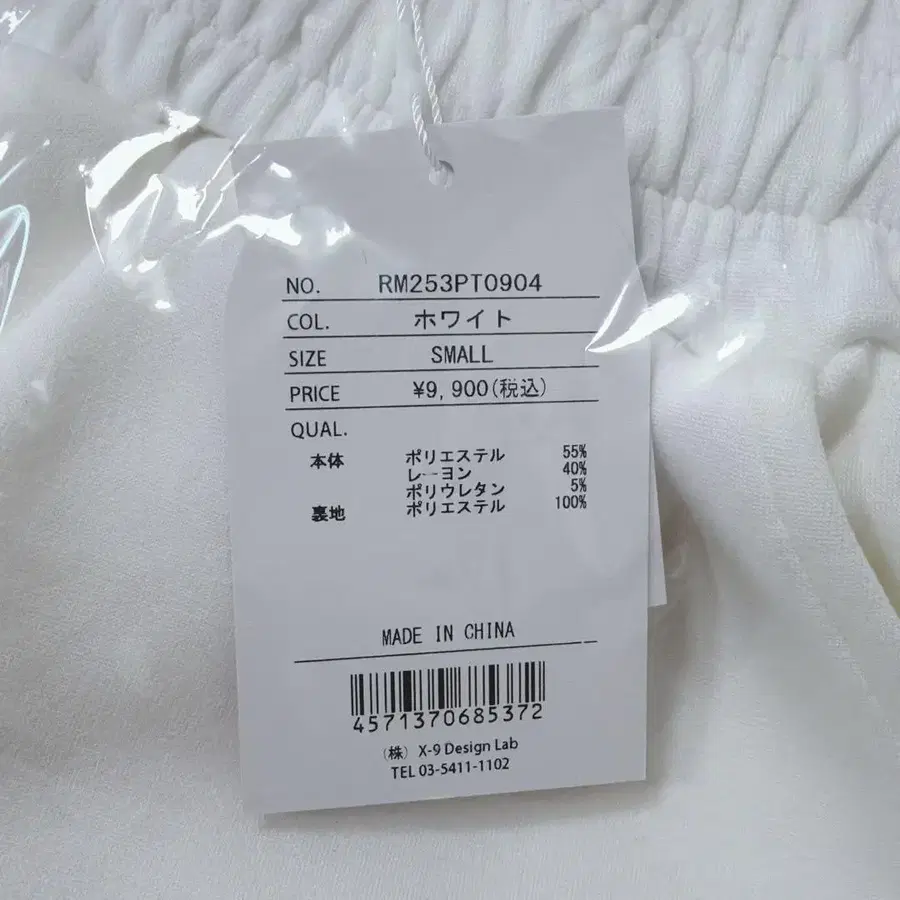 NO. RM253PT0904
COL. ホワイト
SIZE SMALL
PRICE ¥9,900(税込)
QUAL.
本体 ポリエステル 55%
レーヨン 40%
ポリウレタン 5%
裏地 ポリエステル 100%
MADE IN CHINA
4571370685372
(株) X-9 Design Lab
TEL 03-5411-1102